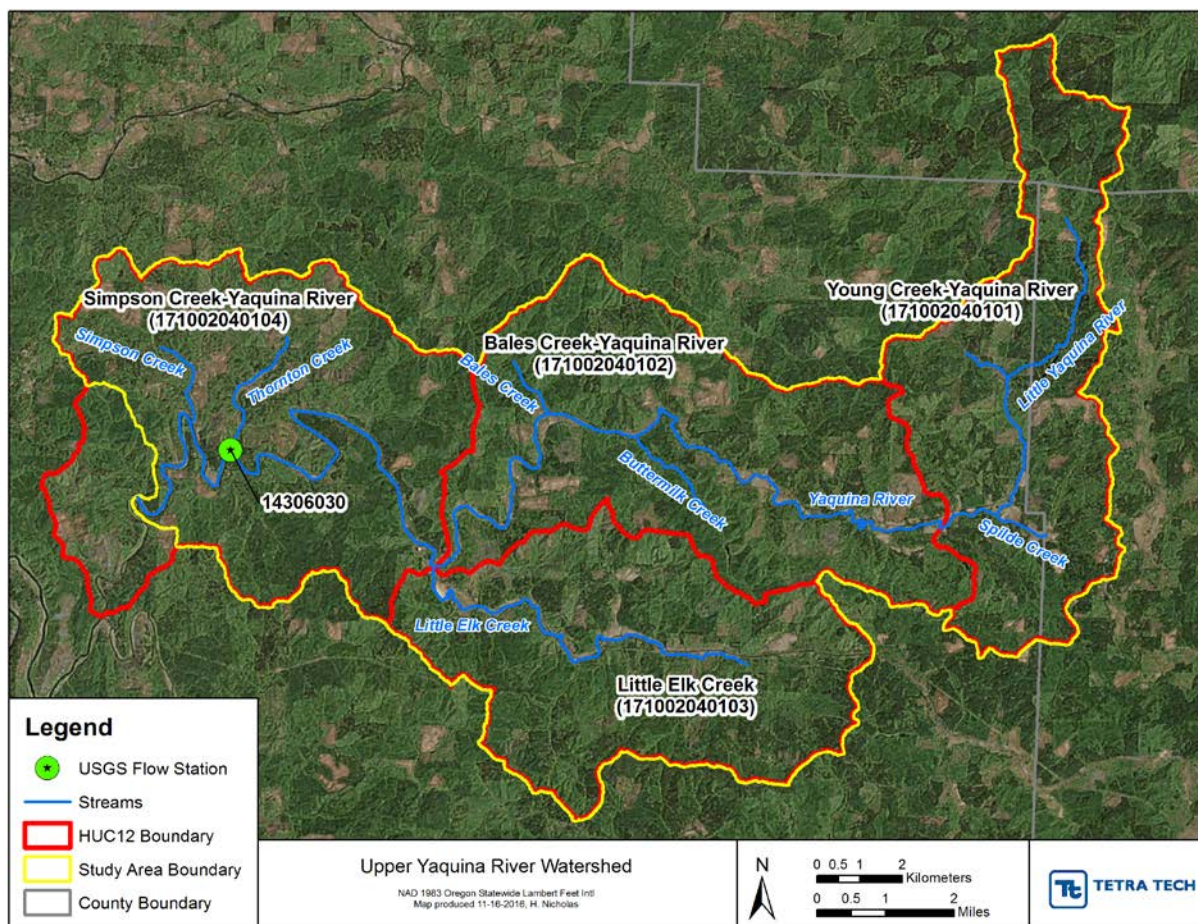 Simpson Creek-Yaquina River
(171002040104)
Simpson Creek
Thornton Creek
14306030
Bales Creek-Yaquina River
(171002040102)
Bales Creek
Buttermilk Creek
Yaquina River
Young Creek-Yaquina River
(171002040101)
Little Yaquina River
Spilde Creek
Little Elk Creek
Little Elk Creek
(171002040103)
Legend
USGS Flow Station
Streams
HUC12 Boundary
Study Area Boundary
County Boundary
Upper Yaquina River Watershed
NAD 1983 Oregon Statewide Lambert Feet Intl
Map produced 11-16-2016, H. Nicholas
N
0 0.5 1 2
Kilometers
0 0.5 1 2
Miles
Tt TETRA TECH